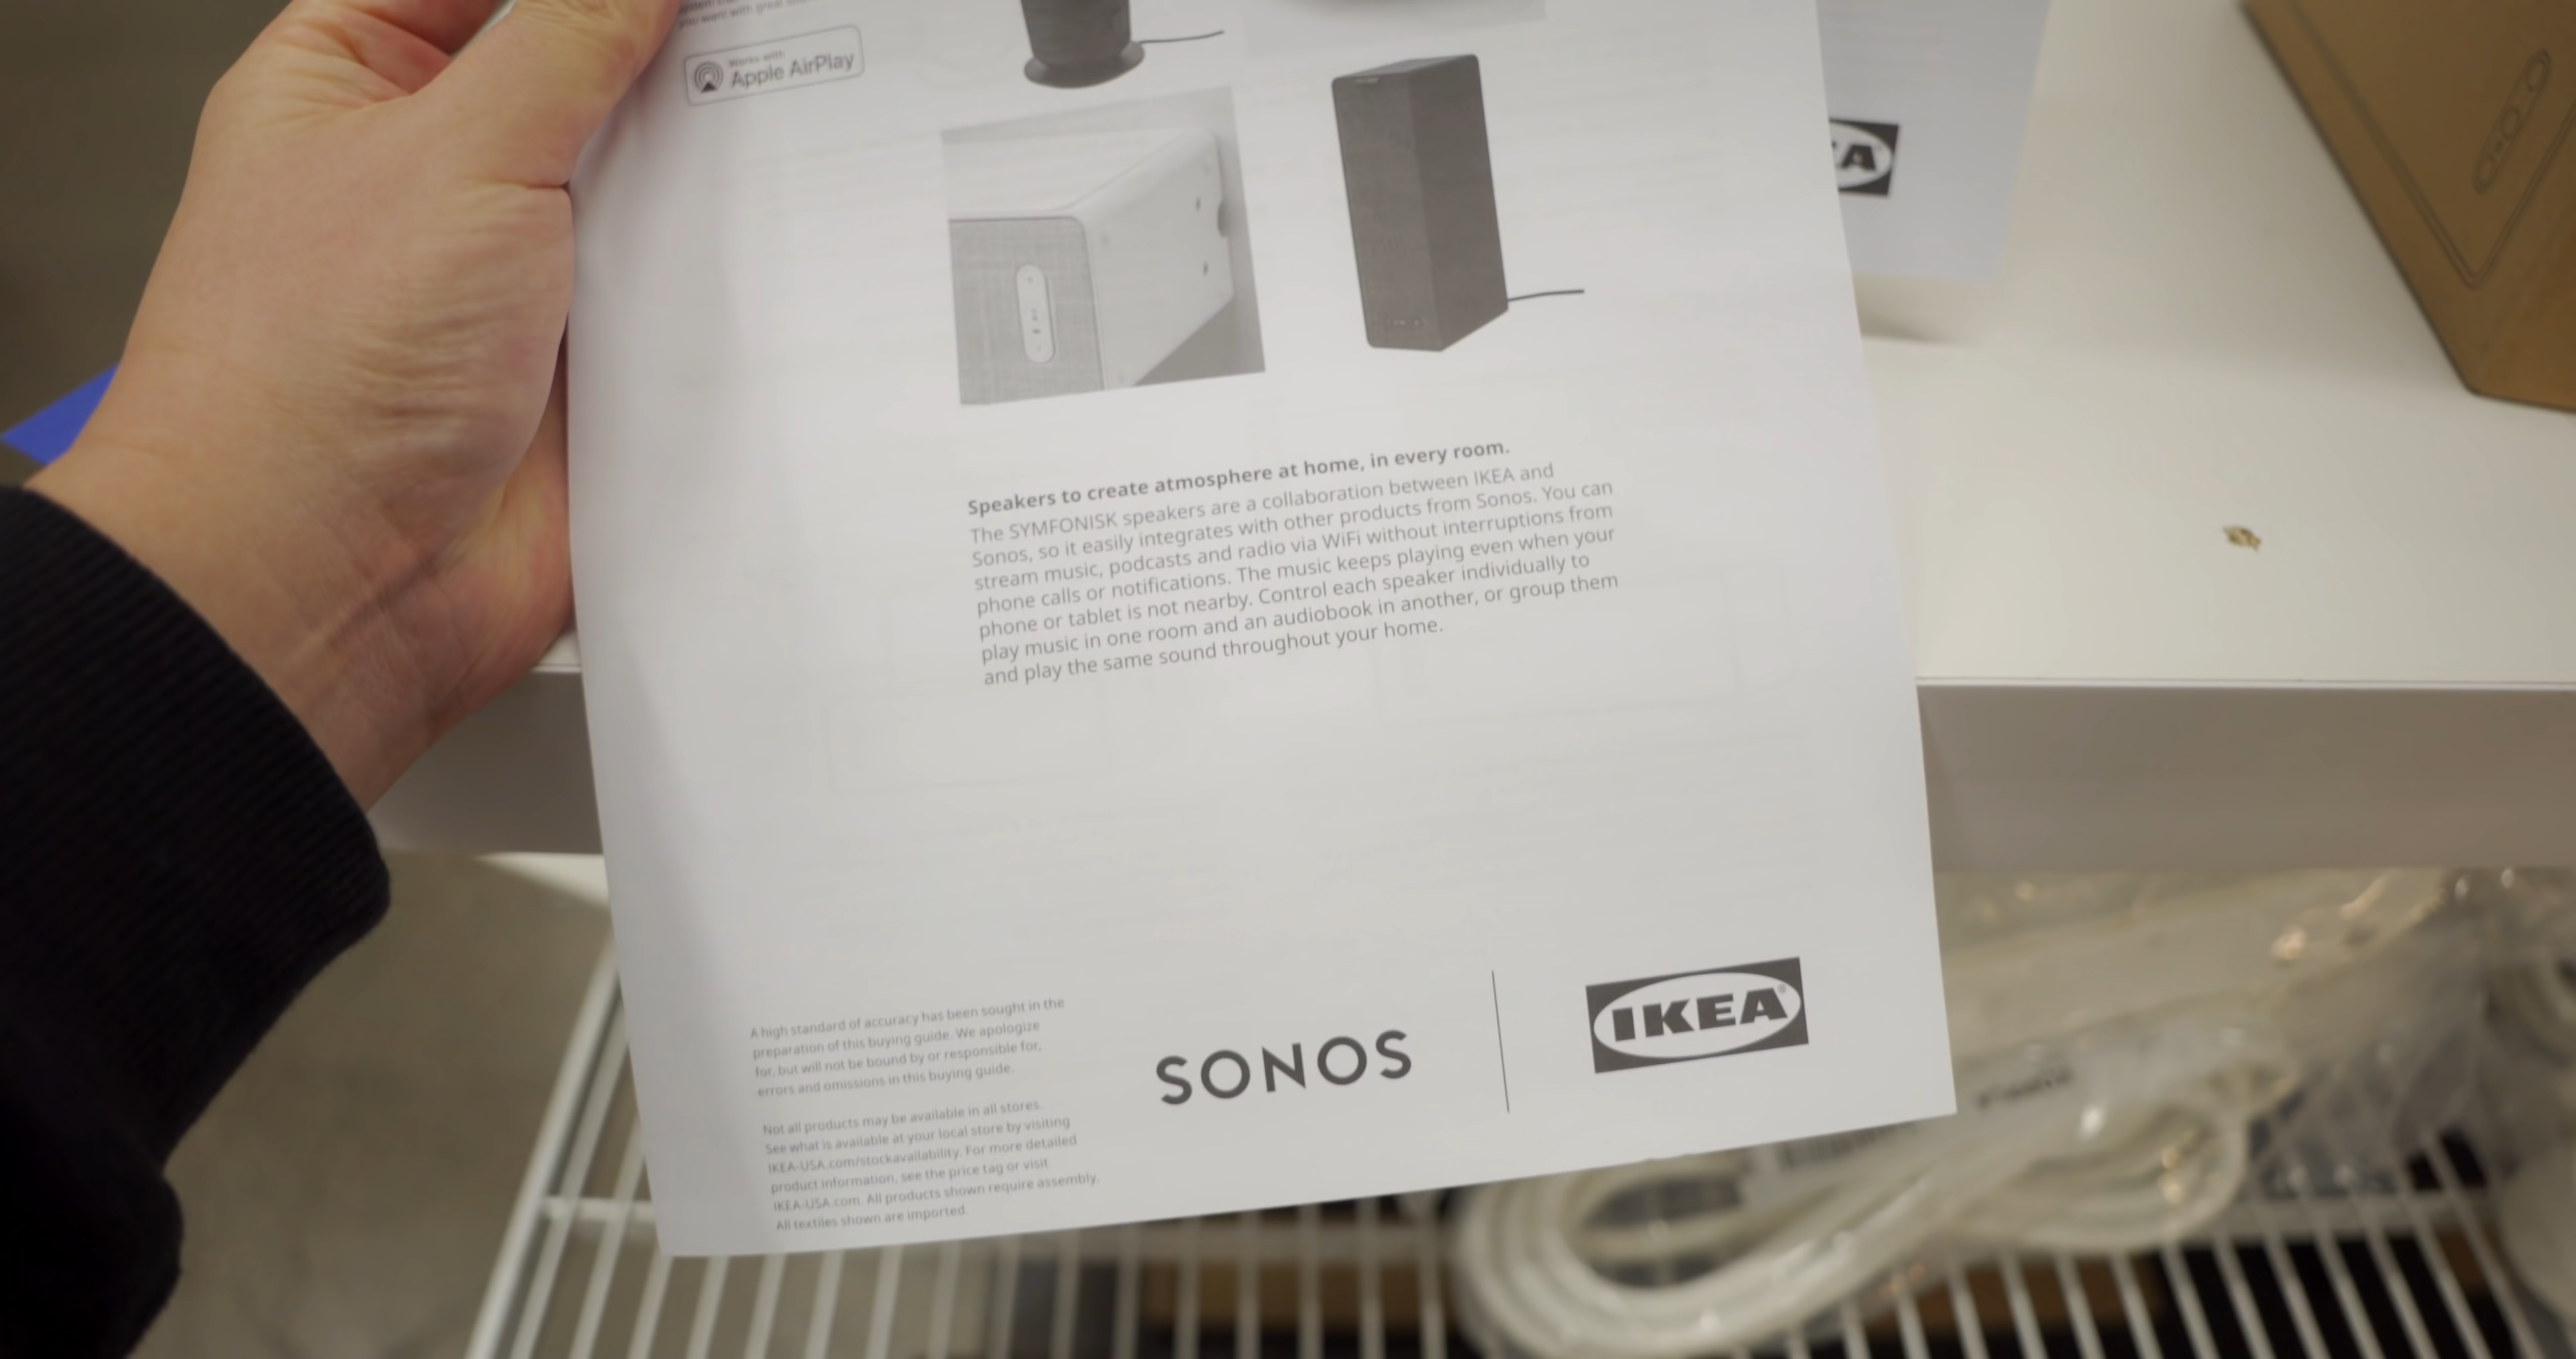 you want with great
Works with
Apple AirPlay
Speakers to create atmosphere at home, in every room.
The SYMFONISK speakers are a collaboration between IKEA and
Sonos, so it easily integrates with other products from Sonos. You can
stream music, podcasts and radio via WiFi without interruptions from
phone calls or notifications. The music keeps playing even when your
phone or tablet is not nearby. Control each speaker individually to
play music in one room and an audiobook in another, or group them
and play the same sound throughout your home.
A high standard of accuracy has been sought in the
preparation of this buying guide. We apologize
for, but will not be bound by or responsible for,
errors and omissions in this buying guide.
Not all products may be available in all stores.
See what is available at your local store by visiting
IKEA-USA.com/stockavailability. For more detailed
product information, see the price tag or visit
IKEA-USA.com. All products shown require assembly.
All textiles shown are imported.
SONOS
IKEA®